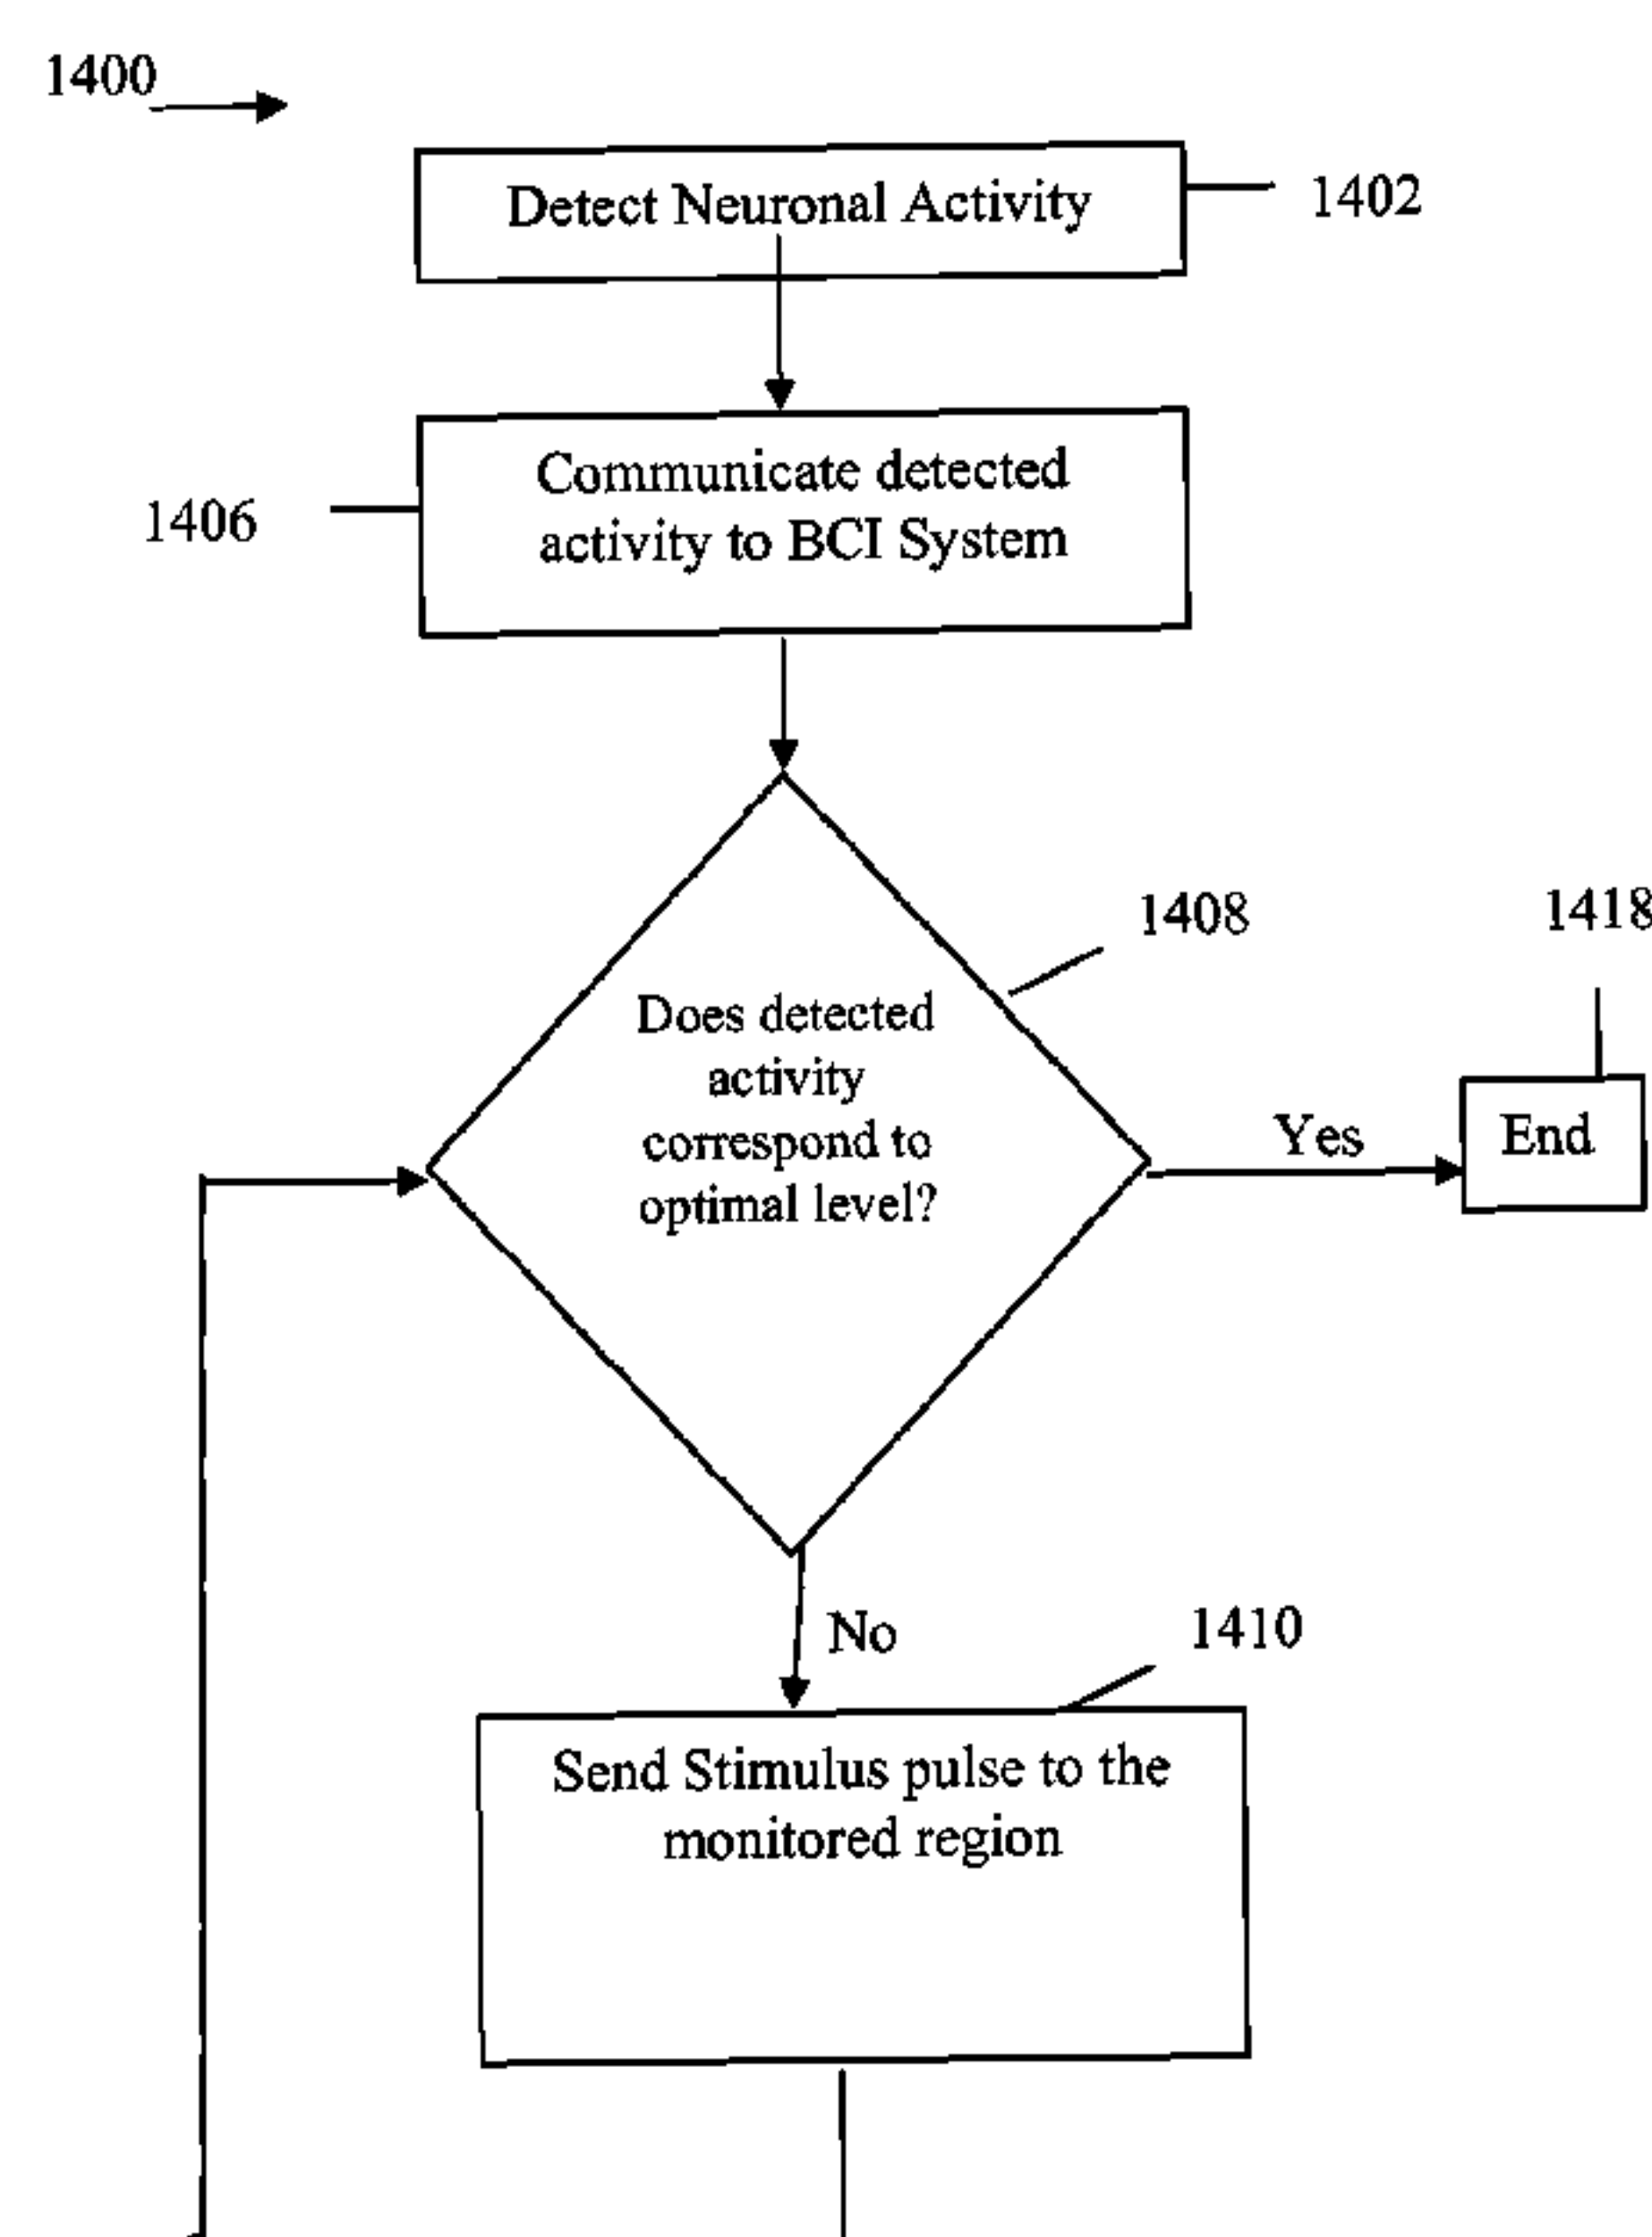 1400
Detect Neuronal Activity
1402
Communicate detected
activity to BCI System
1406
1408
1418
Does detected
activity
correspond to
optimal level?
Yes
End
No
1410
Send Stimulus pulse to the
monitored region